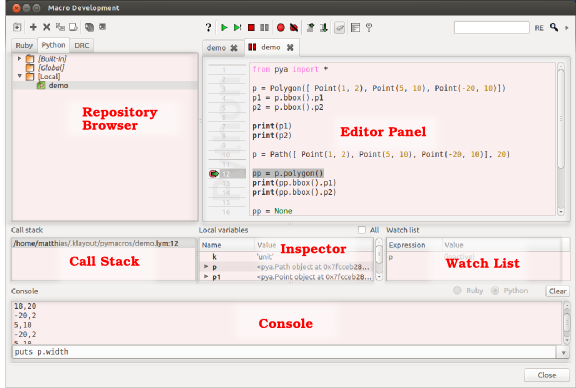 Macro Development
? RE
Ruby Python DRC
demo demo
[Built-In]
[Global]
[Local]
demo
Repository
Browser
from pya import *
p = Polygon([ Point(1, 2), Point(5, 10), Point(-20, 10)])
p1 = p.bbox().p1
p2 = p.bbox().p2
print(p1)
print(p2)
Editor Panel
p = Path([ Point(1, 2), Point(5, 10), Point(-20, 10)], 20)
pp = p.polygon()
print(pp.bbox().p1)
print(pp.bbox().p2)
pp = None
Call stack
/home/matthias/.klayout/pymacros/demo.lym:12
Call Stack
Local variables All
Name Value
k 'unit'
p <pya.Path object at 0x7fcceb28...
p1 <pya.Point object at 0x7fcceb28...
Inspector
Watch list
Expression Value
p
Watch List
Console Ruby Python Clear
18,20
-20,2
5,10
-20,2
5,10
Console
puts p.width
Close